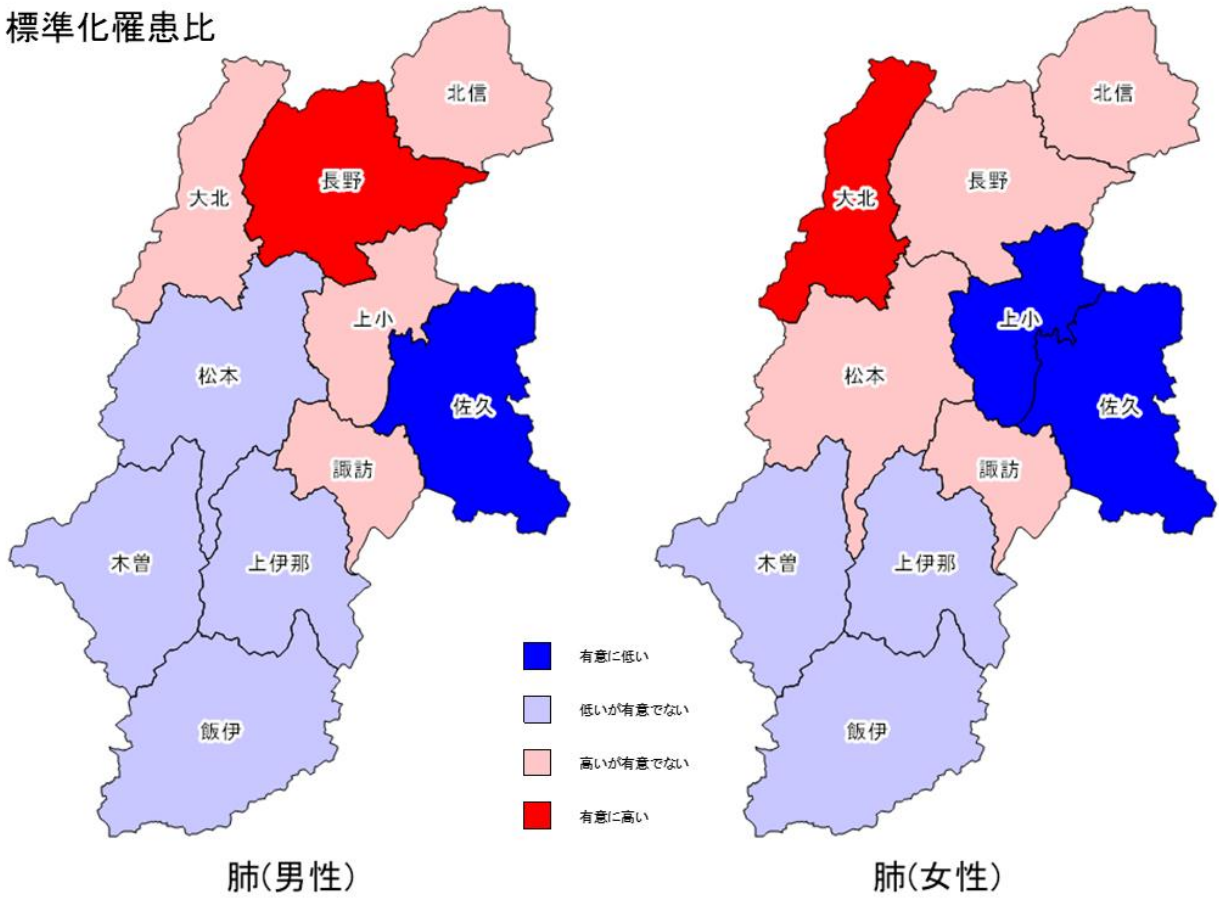 標準化罹患比
北信
長野
大北
上小
松本
佐久
諏訪
木曽
上伊那
飯伊
肺(男性)
北信
長野
大北
上小
松本
佐久
諏訪
木曽
上伊那
飯伊
肺(女性)
有意に低い
低いが有意でない
高いが有意でない
有意に高い